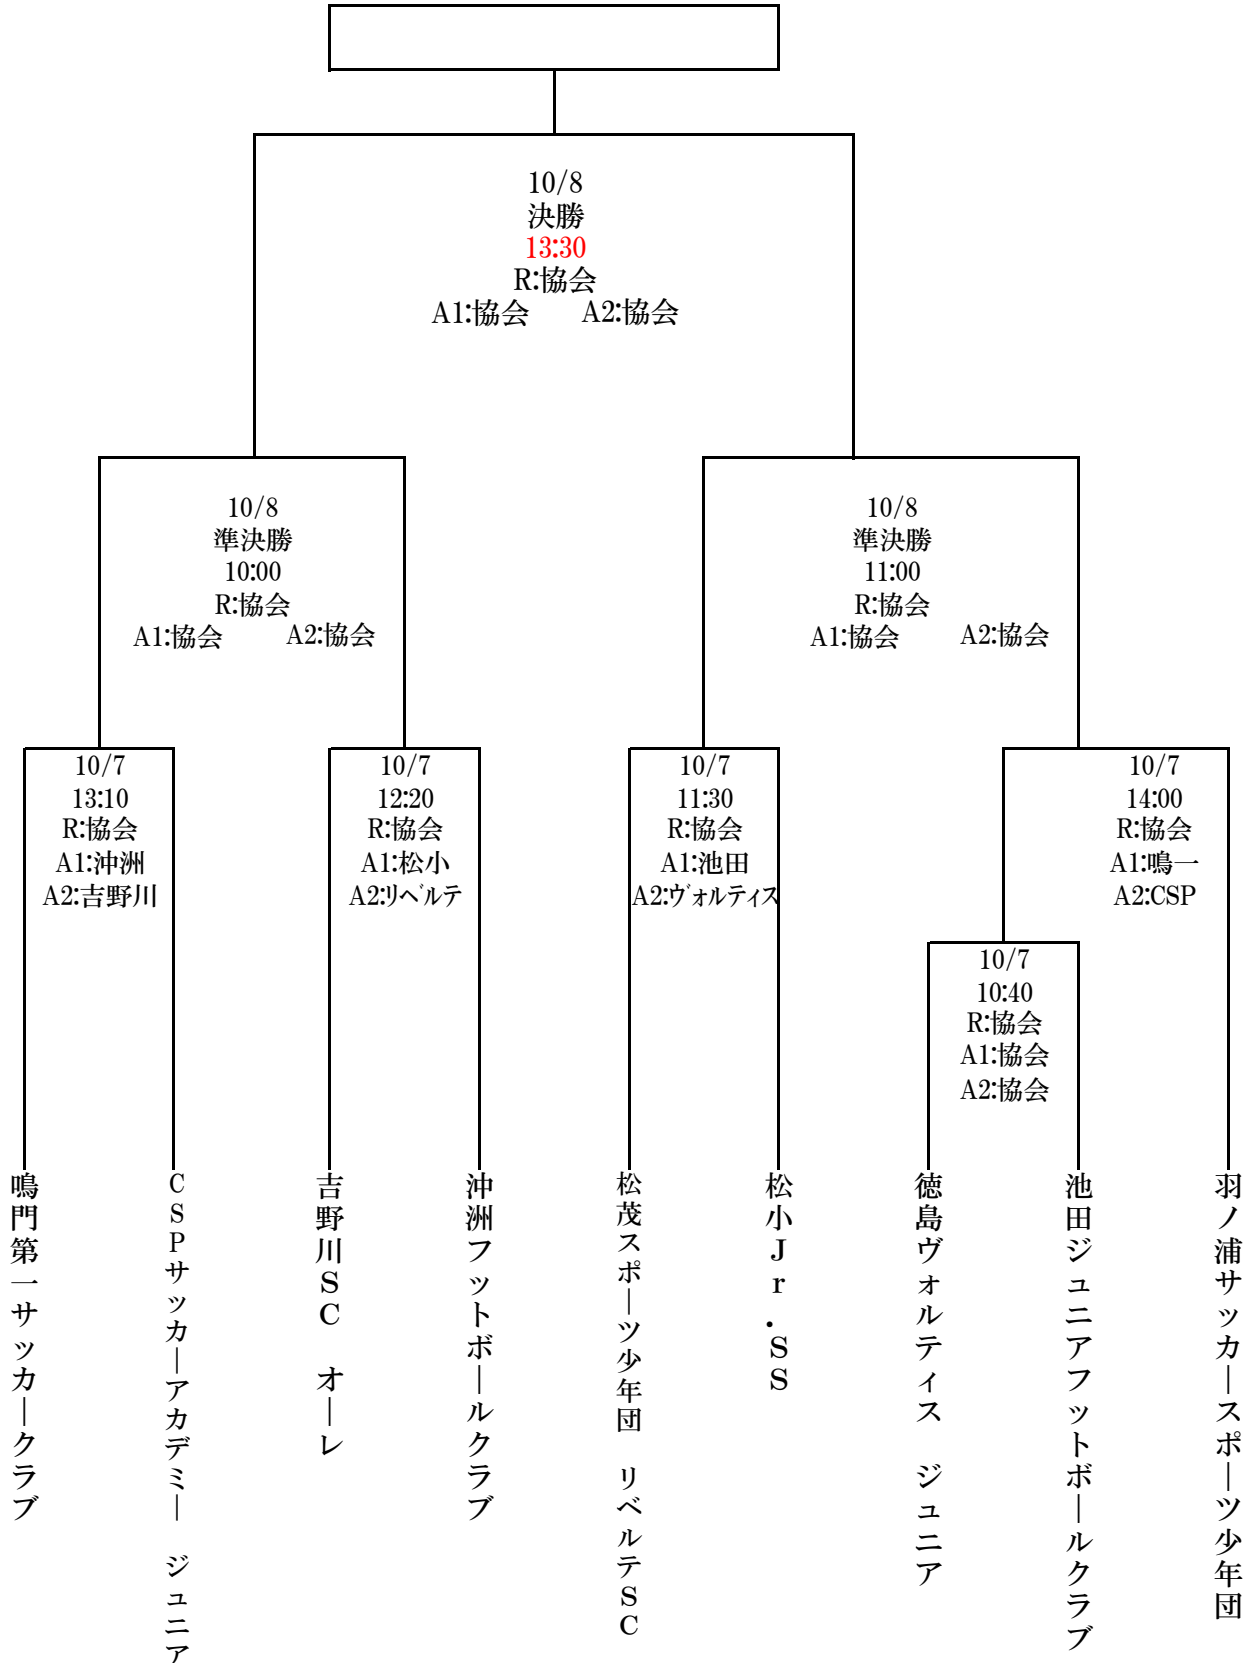 10/8
決勝
13:30
R:協会
A1:協会 A2:協会
10/8
準決勝
10:00
R:協会
A1:協会 A2:協会
10/8
準決勝
11:00
R:協会
A1:協会 A2:協会
10/7
13:10
R:協会
A1:沖洲
A2:吉野川
10/7
12:20
R:協会
A1:松小
A2:リベルテ
10/7
11:30
R:協会
A1:池田
A2:ヴォルティス
10/7
14:00
R:協会
A1:鳴一
A2:CSP
10/7
10:40
R:協会
A1:協会
A2:協会
鳴門第一サッカークラブ
CSPサッカーアカデミー ジュニア
吉野川SC オーレ
沖洲フットボールクラブ
松茂スポーツ少年団 リベルテSC
松小Jr.SS
徳島ヴォルティス ジュニア
池田ジュニアフットボールクラブ
羽ノ浦サッカースポーツ少年団